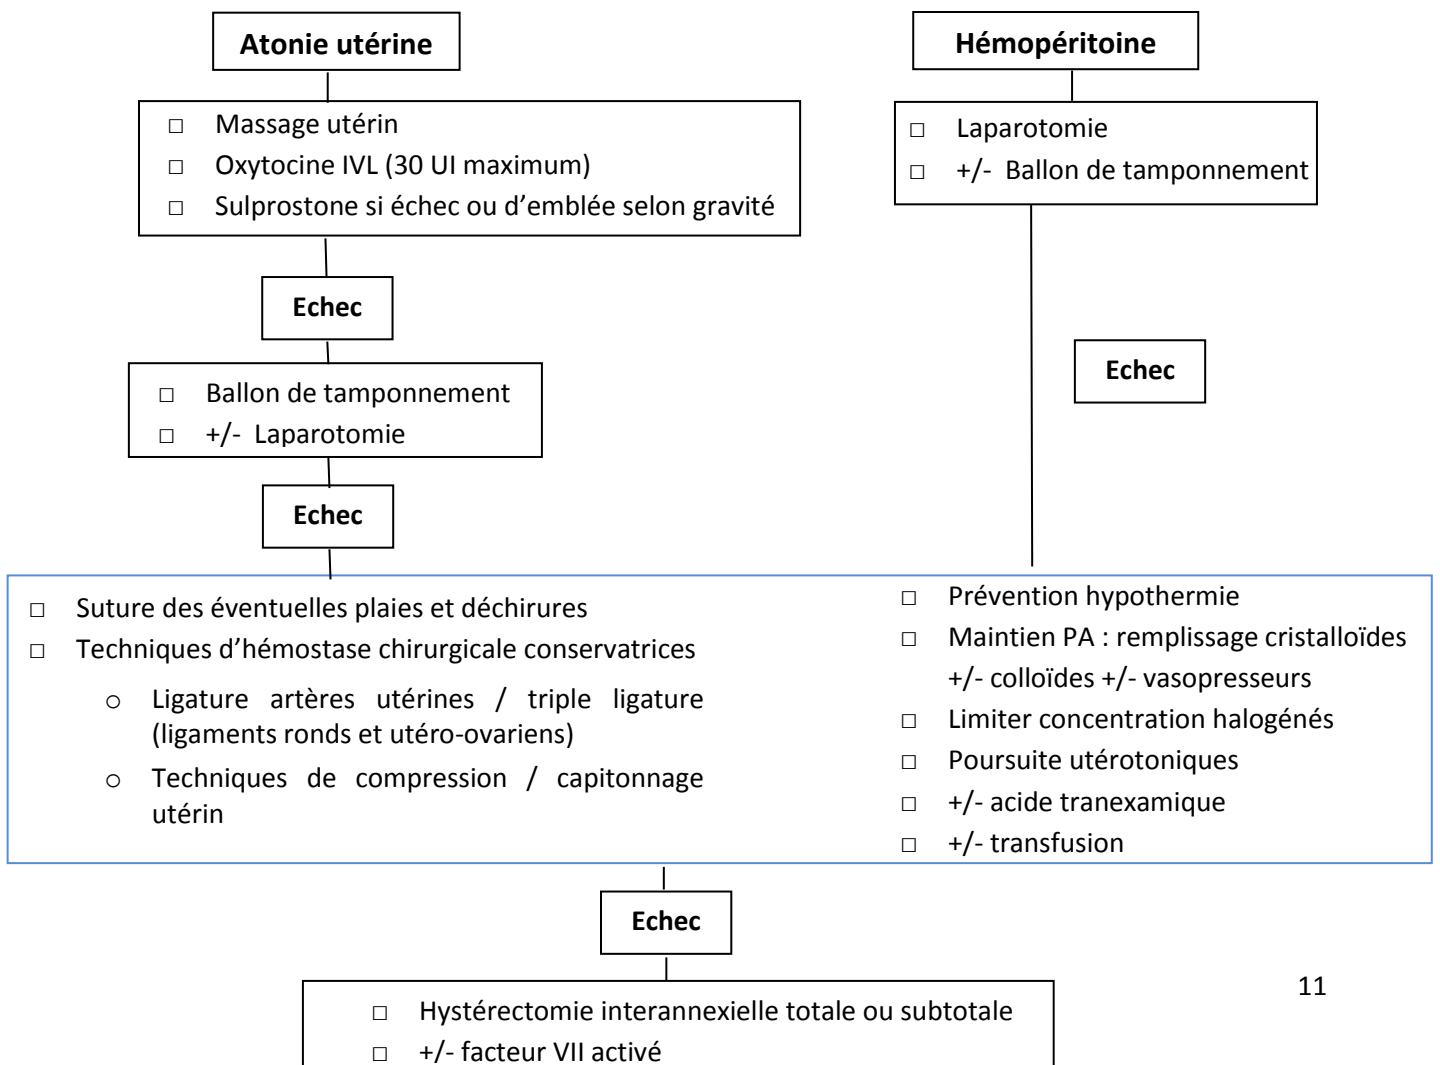 Atonie utérine
□ Massage utérin
□ Oxytocine IVL (30 UI maximum)
□ Sulprostone si échec ou d’emblée selon gravité
Echec
□ Ballon de tamponnement
□ +/- Laparotomie
Echec
Hémopéritoine
□ Laparotomie
□ +/- Ballon de tamponnement
Echec
□ Suture des éventuelles plaies et déchirures
□ Techniques d’hémostase chirurgicale conservatrices
o Ligature artères utérines / triple ligature
(ligaments ronds et utéro-ovariens)
o Techniques de compression / capitonnage
utérin
□ Prévention hypothermie
□ Maintien PA : remplissage cristalloïdes
+/- colloïdes +/- vasopresseurs
□ Limiter concentration halogénés
□ Poursuite utérotoniques
□ +/- acide tranexamique
□ +/- transfusion
Echec
□ Hystérectomie interannexielle totale ou subtotale
□ +/- facteur VII activé
11